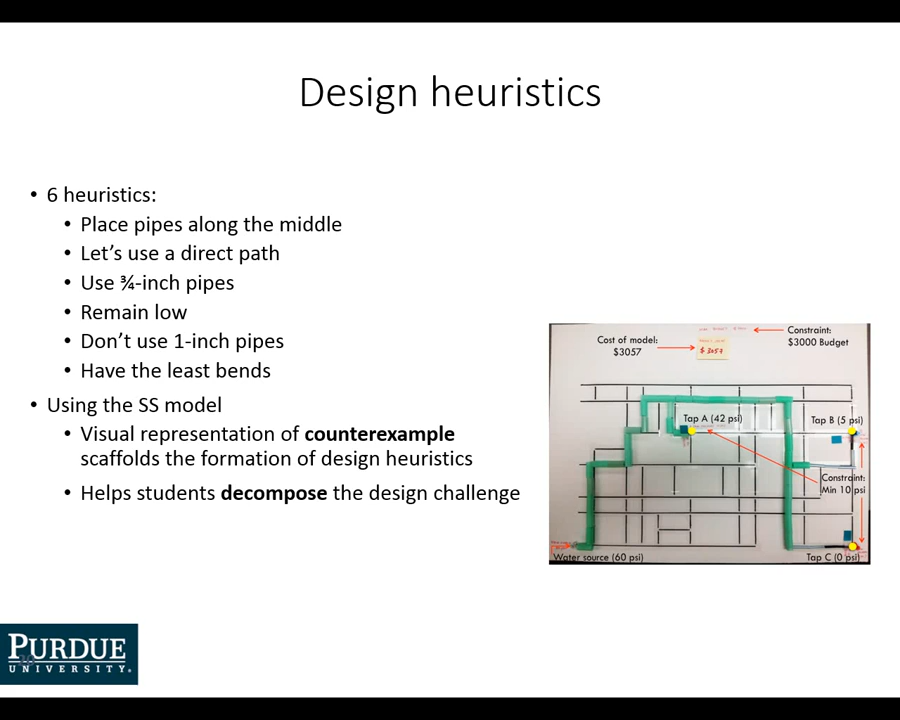 Design heuristics
• 6 heuristics:
• Place pipes along the middle
• Let’s use a direct path
• Use ¾-inch pipes
• Remain low
• Don’t use 1-inch pipes
• Have the least bends
• Using the SS model
• Visual representation of counterexample
scaffolds the formation of design heuristics
• Helps students decompose the design challenge
Constraint:
$3000 Budget
Cost of model:
$3057
$3057
Tap A (42 psi)
Tap B (5 psi)
Constraint:
Min 10 psi
Water source (60 psi)
Tap C (0 psi)
PURDUE
UNIVERSITY.